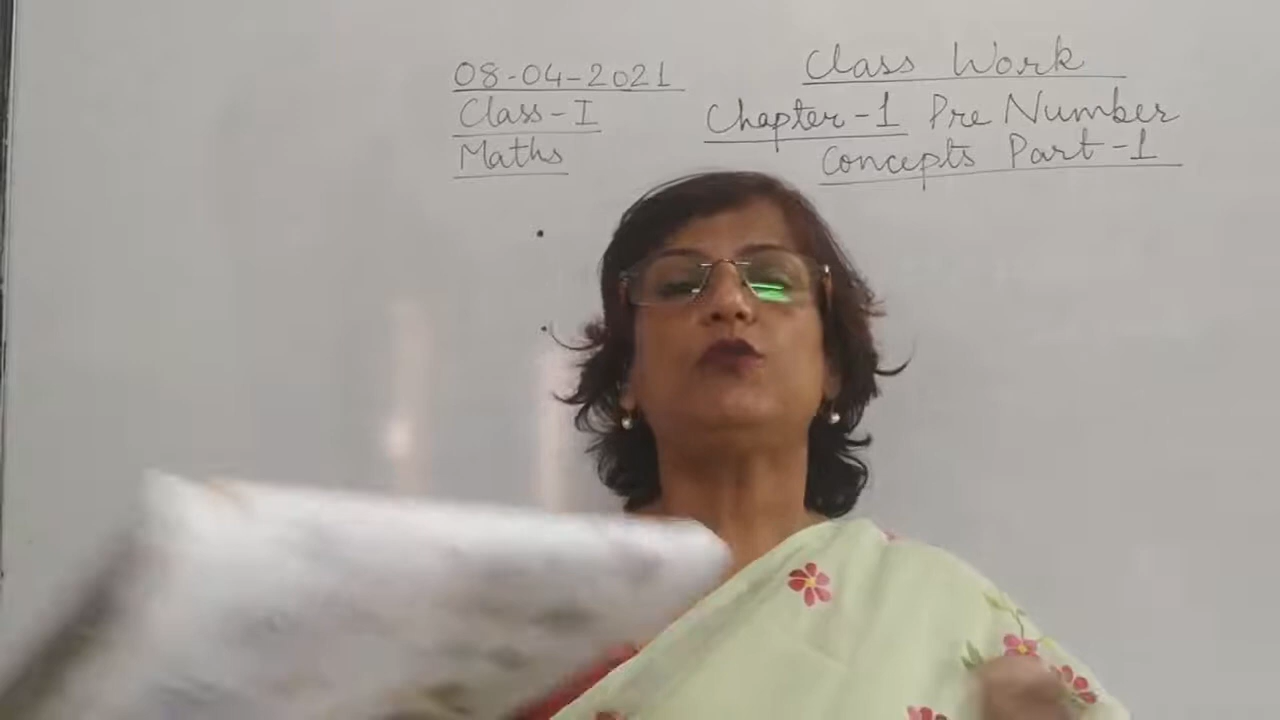 08-04-2021
Class-I
Maths
Class Work
Chapter-1 Pre Number
Concepts Part-1